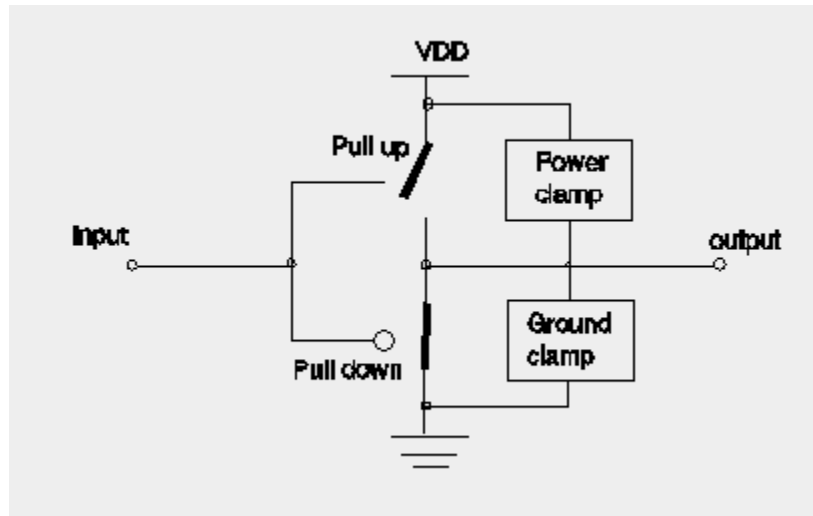 VDD
Pull up
Power
clamp
Input
output
Ground
clamp
Pull down